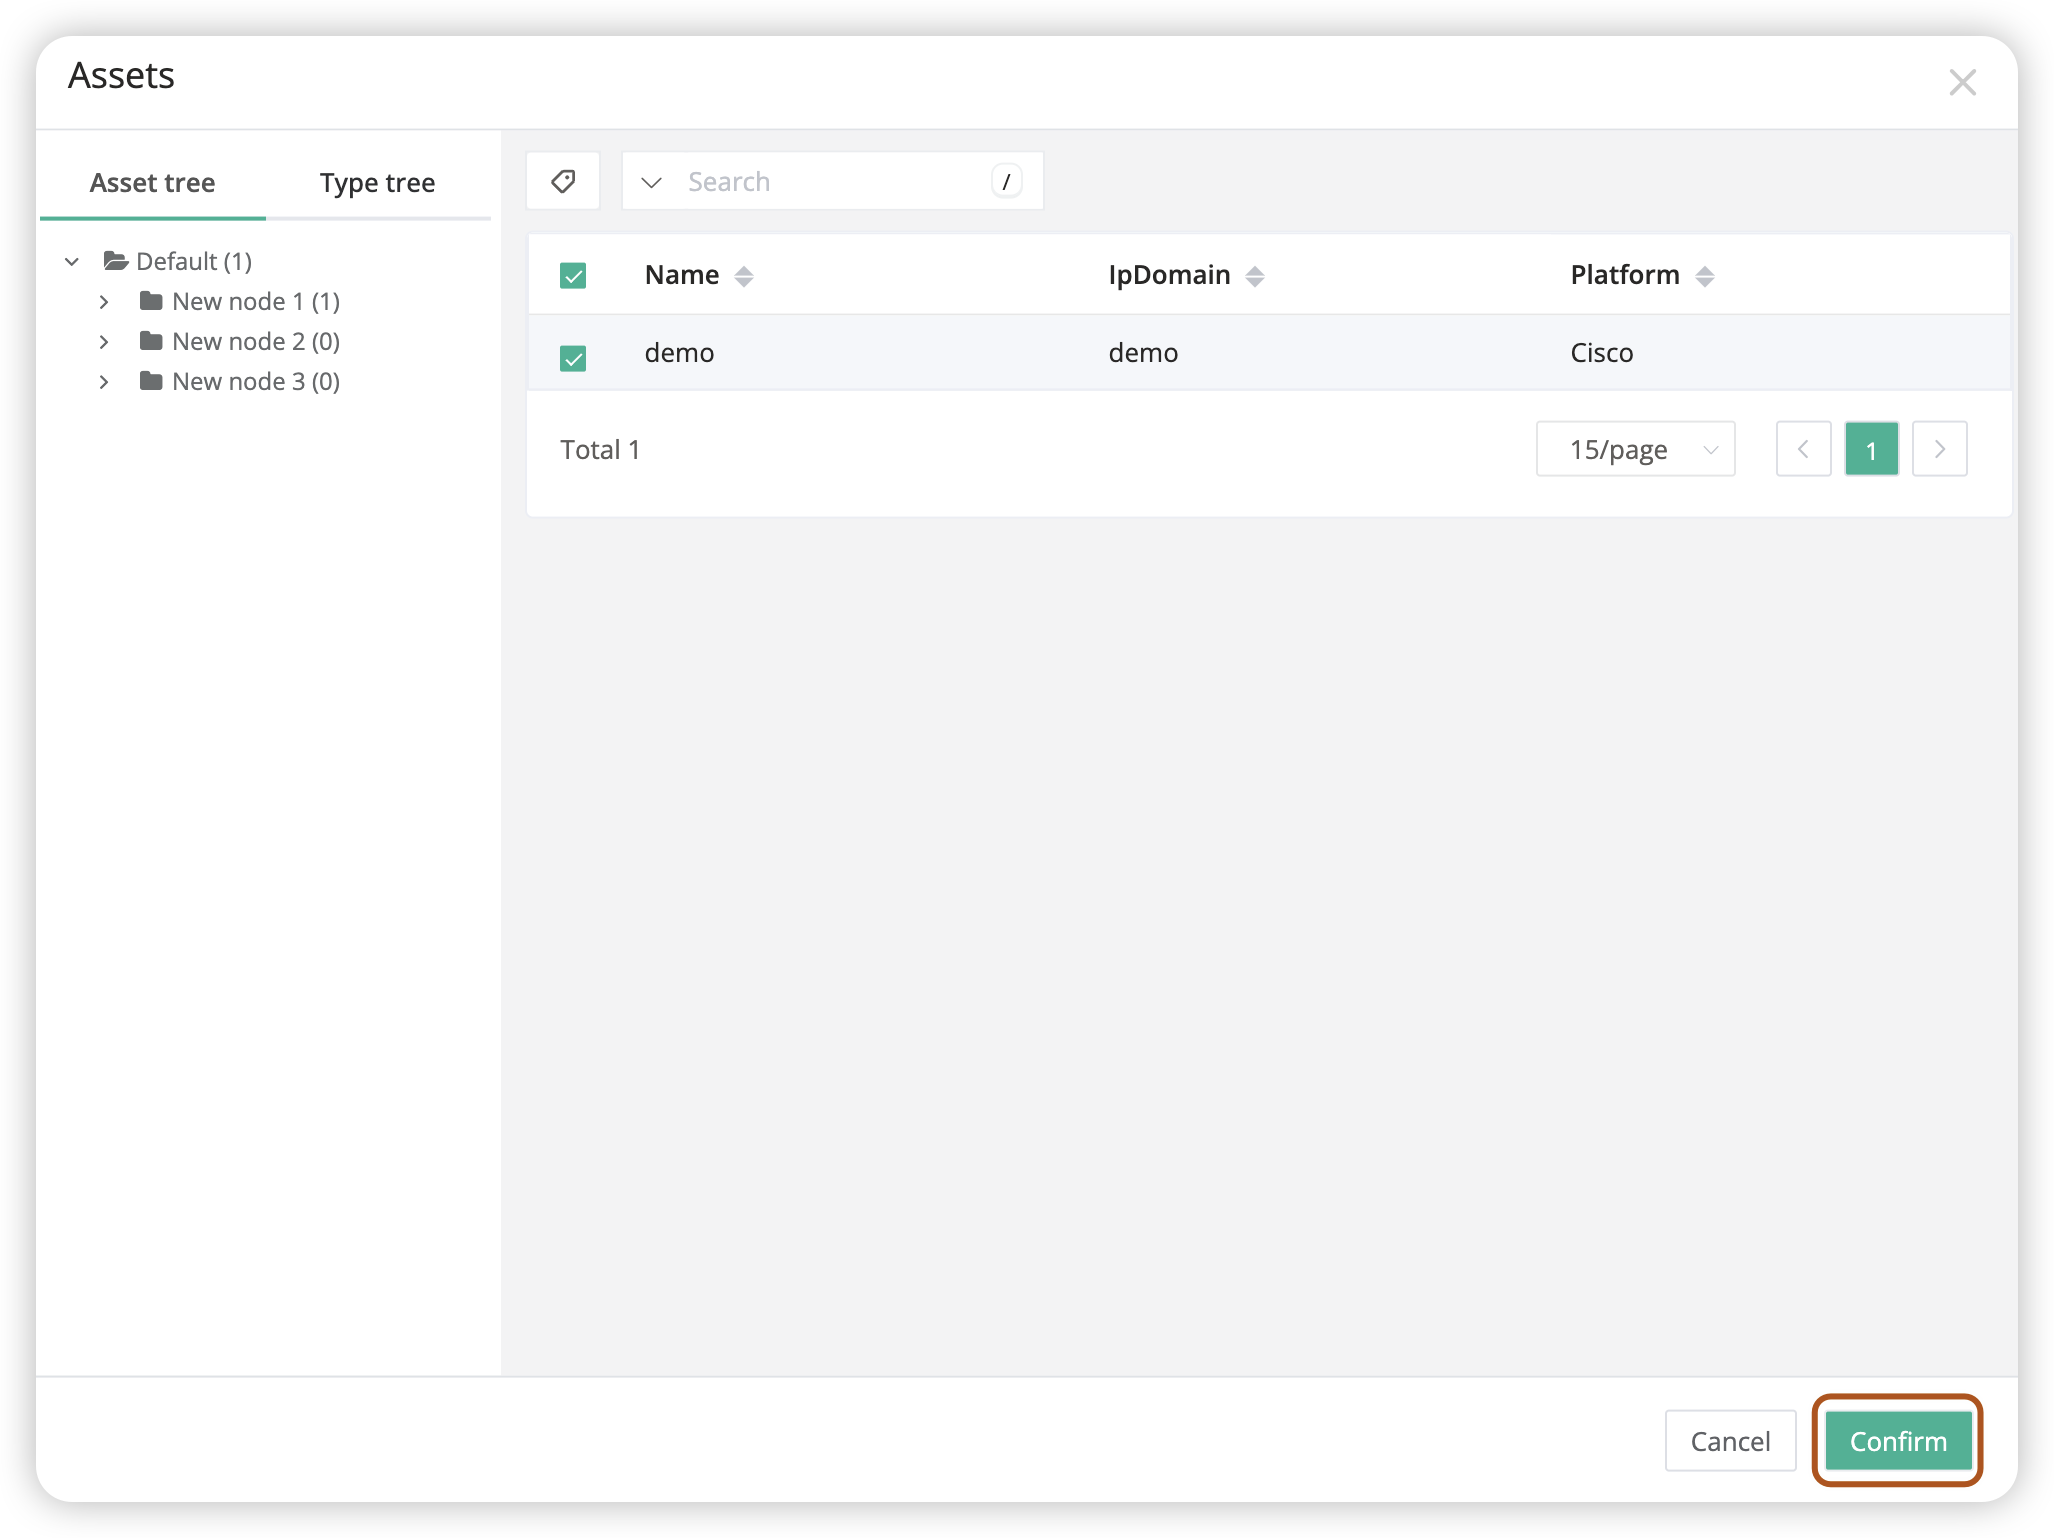 Assets
Asset tree Type tree
Default (1)
New node 1 (1)
New node 2 (0)
New node 3 (0)
Search /
Name IpDomain Platform
demo demo Cisco
Total 1 15/page 1
Cancel Confirm